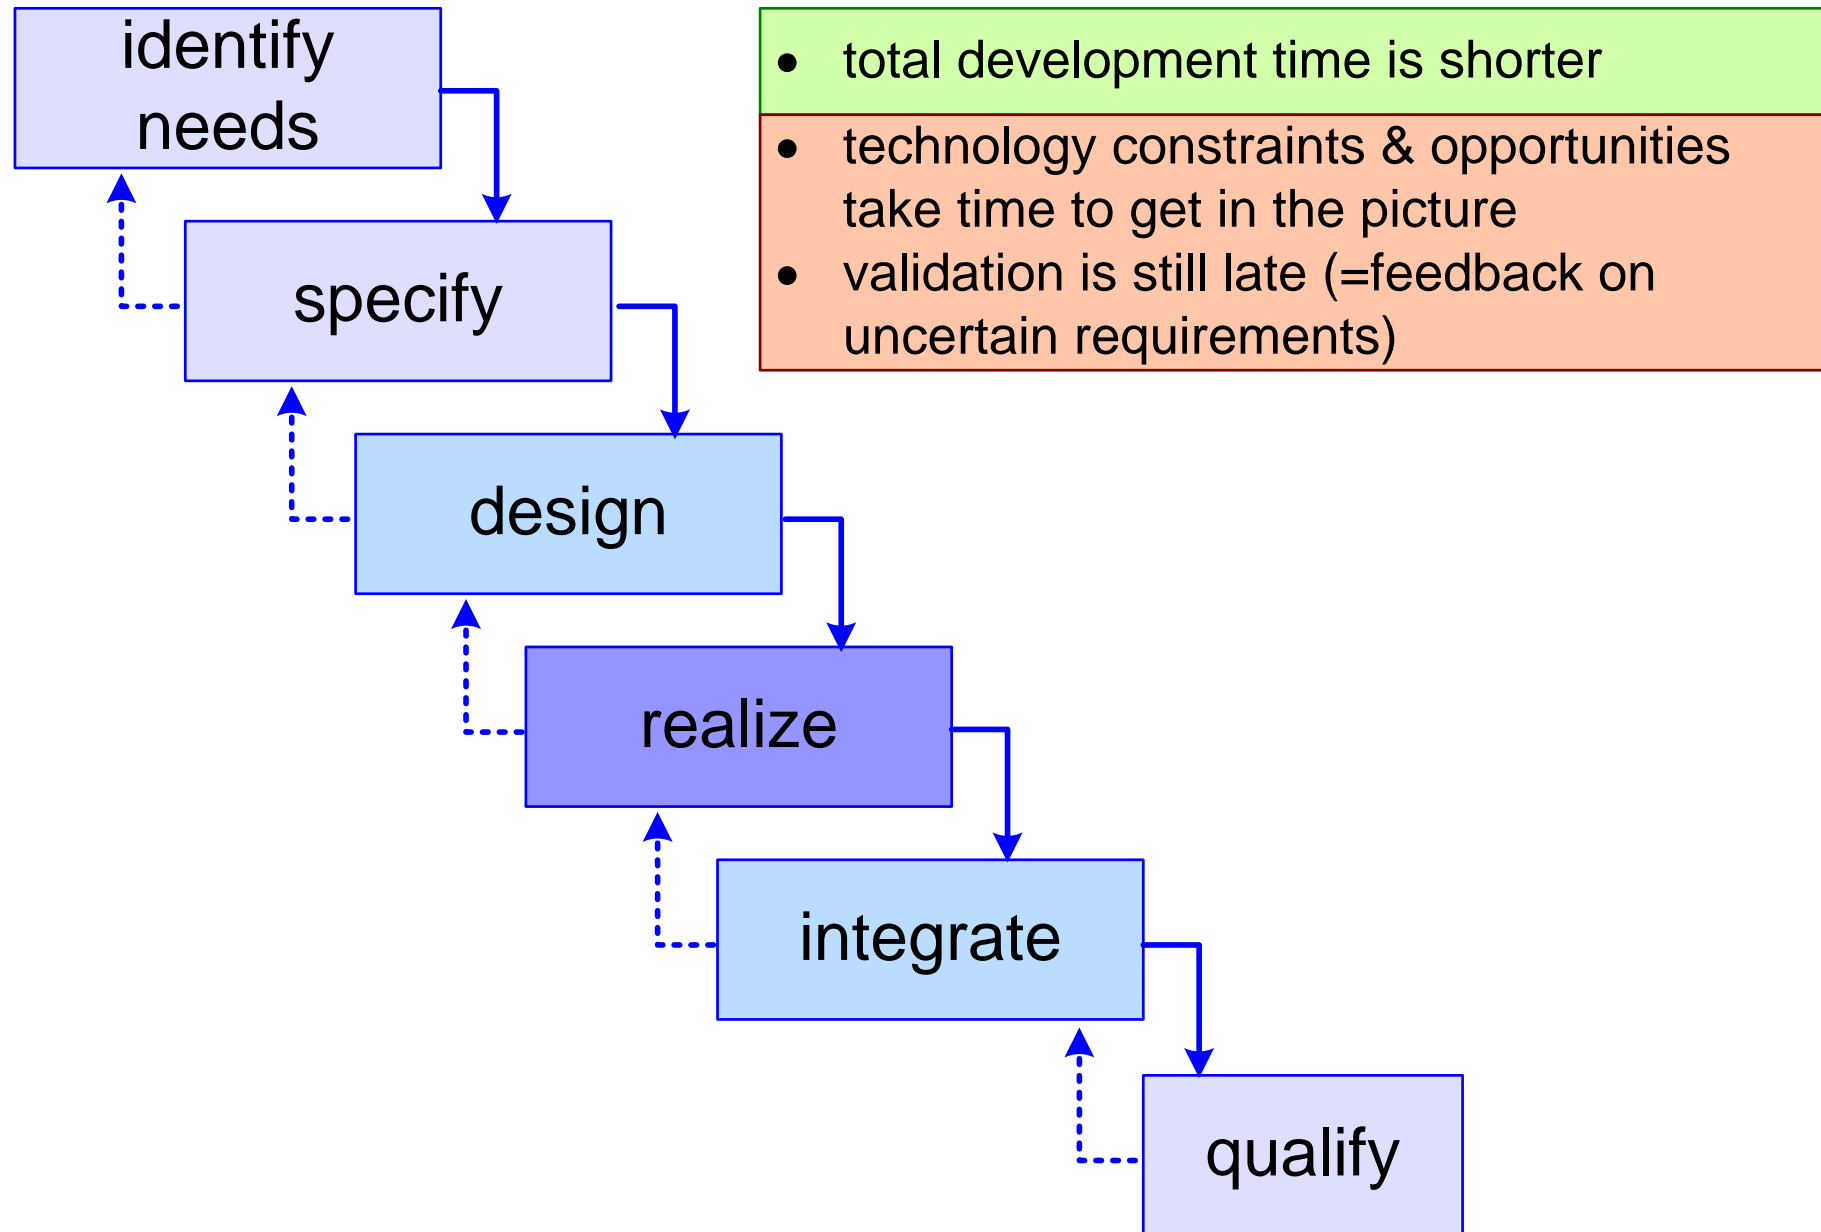 identify
needs
specify
design
realize
integrate
qualify
• total development time is shorter
• technology constraints & opportunities
take time to get in the picture
• validation is still late (=feedback on
uncertain requirements)